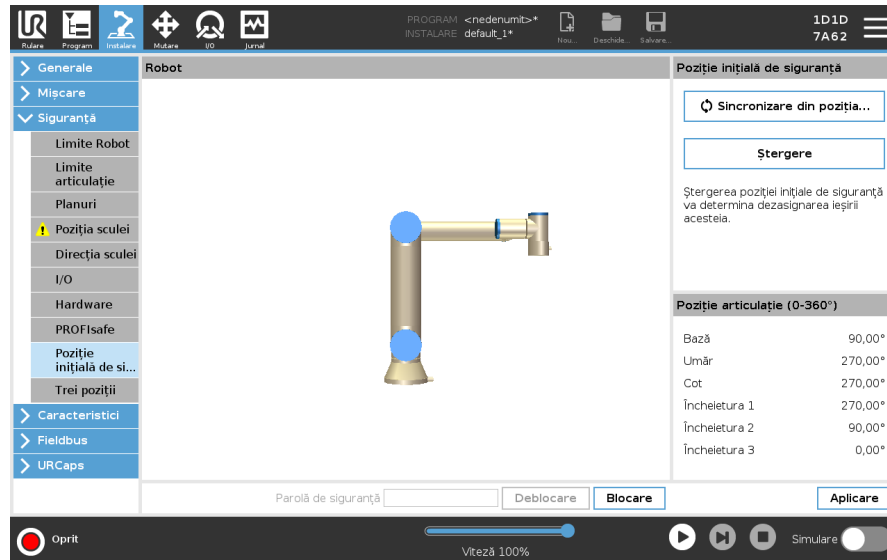 PROGRAM <nedenumit>*
INSTALARE default_1*
1D1D
7A62
Rulare Program Instalare Mutare I/O Jurnal Nou... Deschide... Salvare...
Generale
Mișcare
Siguranță
Limite Robot
Limite
articulație
Planuri
Poziția sculei
Direcția sculei
I/O
Hardware
PROFIsafe
Poziție
inițială de si...
Trei poziții
Caracteristici
Fieldbus
URCaps
Robot
Poziție inițială de siguranță
Sincronizare din poziția...
Ștergere
Ștergerea poziției inițiale de siguranță
va determina dezasignarea ieșirii
acesteia.
Poziție articulație (0-360°)
Bază 90,00°
Umăr 270,00°
Cot 270,00°
Încheietura 1 270,00°
Încheietura 2 90,00°
Încheietura 3 0,00°
Parolă de siguranță Deblocare Blocare Aplicare
Oprit
Viteză 100%
Simulare